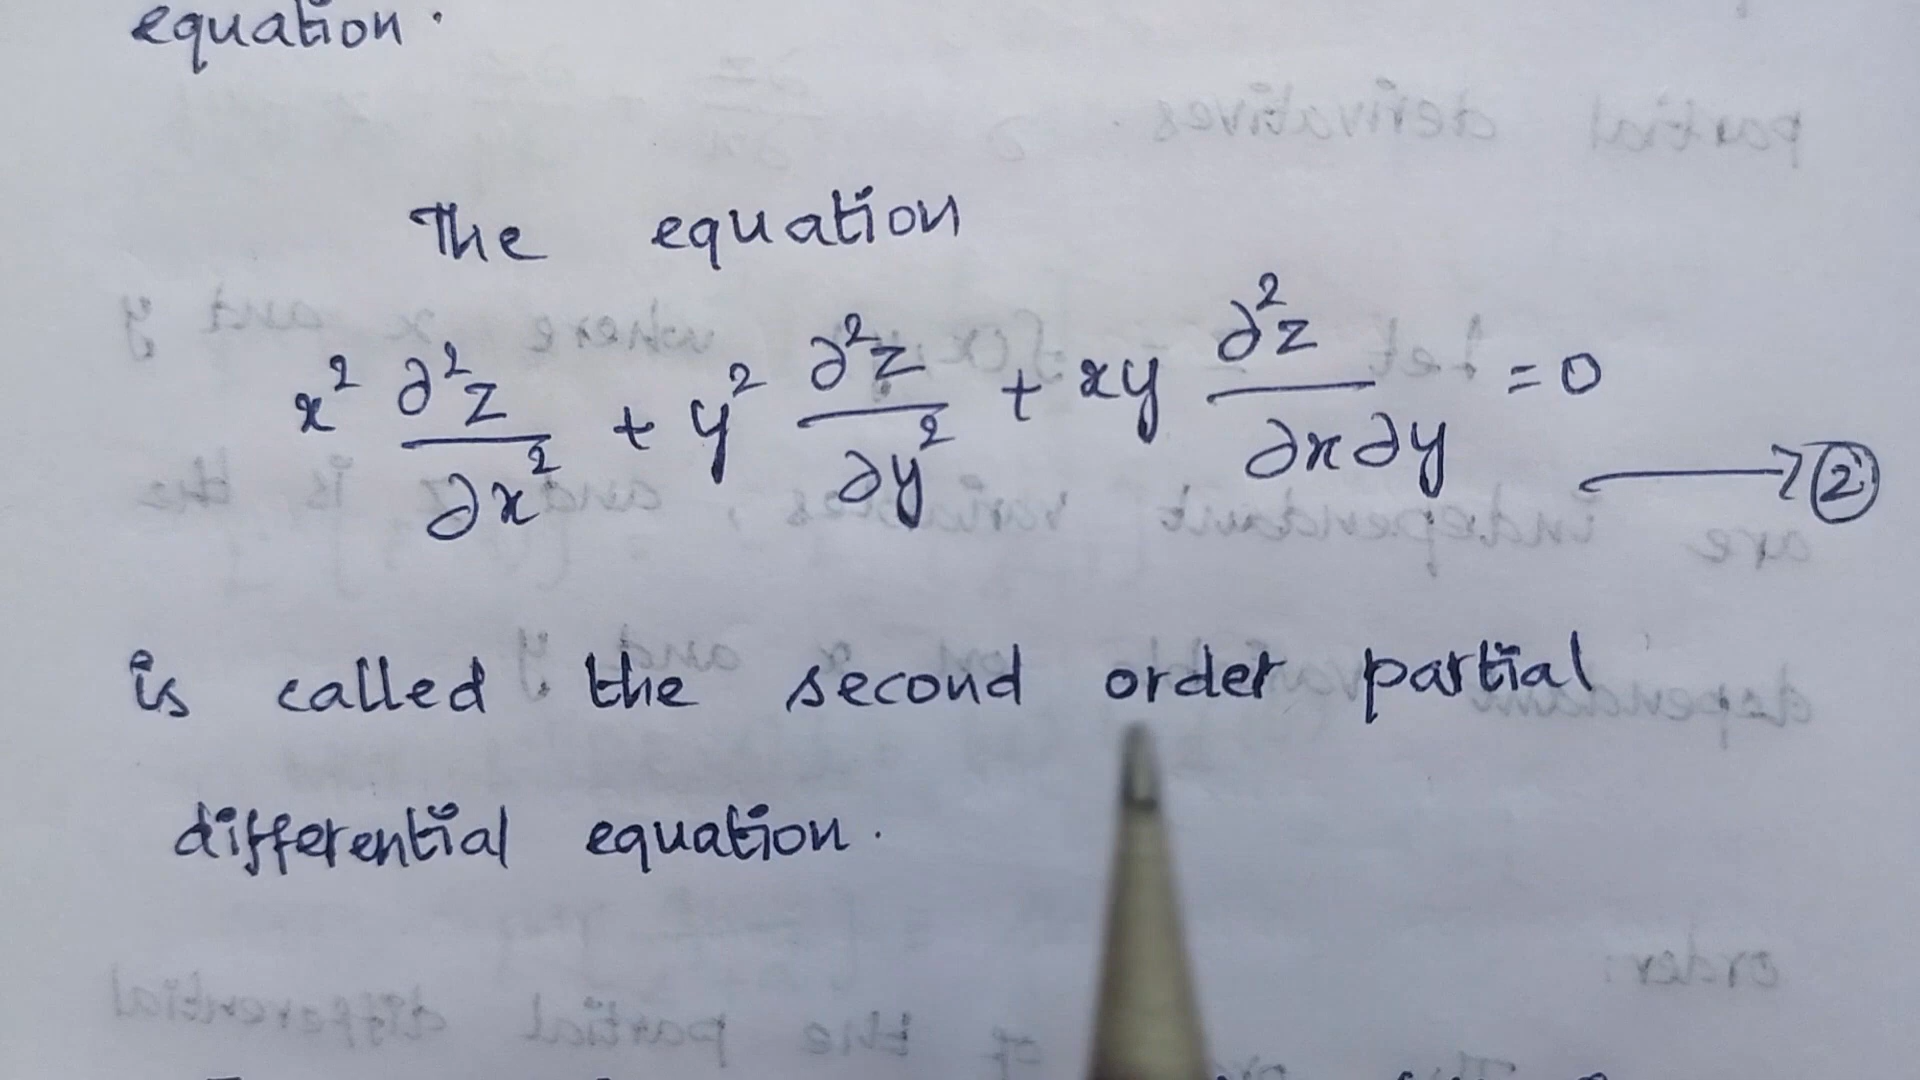 equation.
The equation
x² ∂²z/∂x² + y² ∂²z/∂y² + xy ∂²z/∂x∂y = 0 ⟶ ②
is called the second order partial
differential equation.